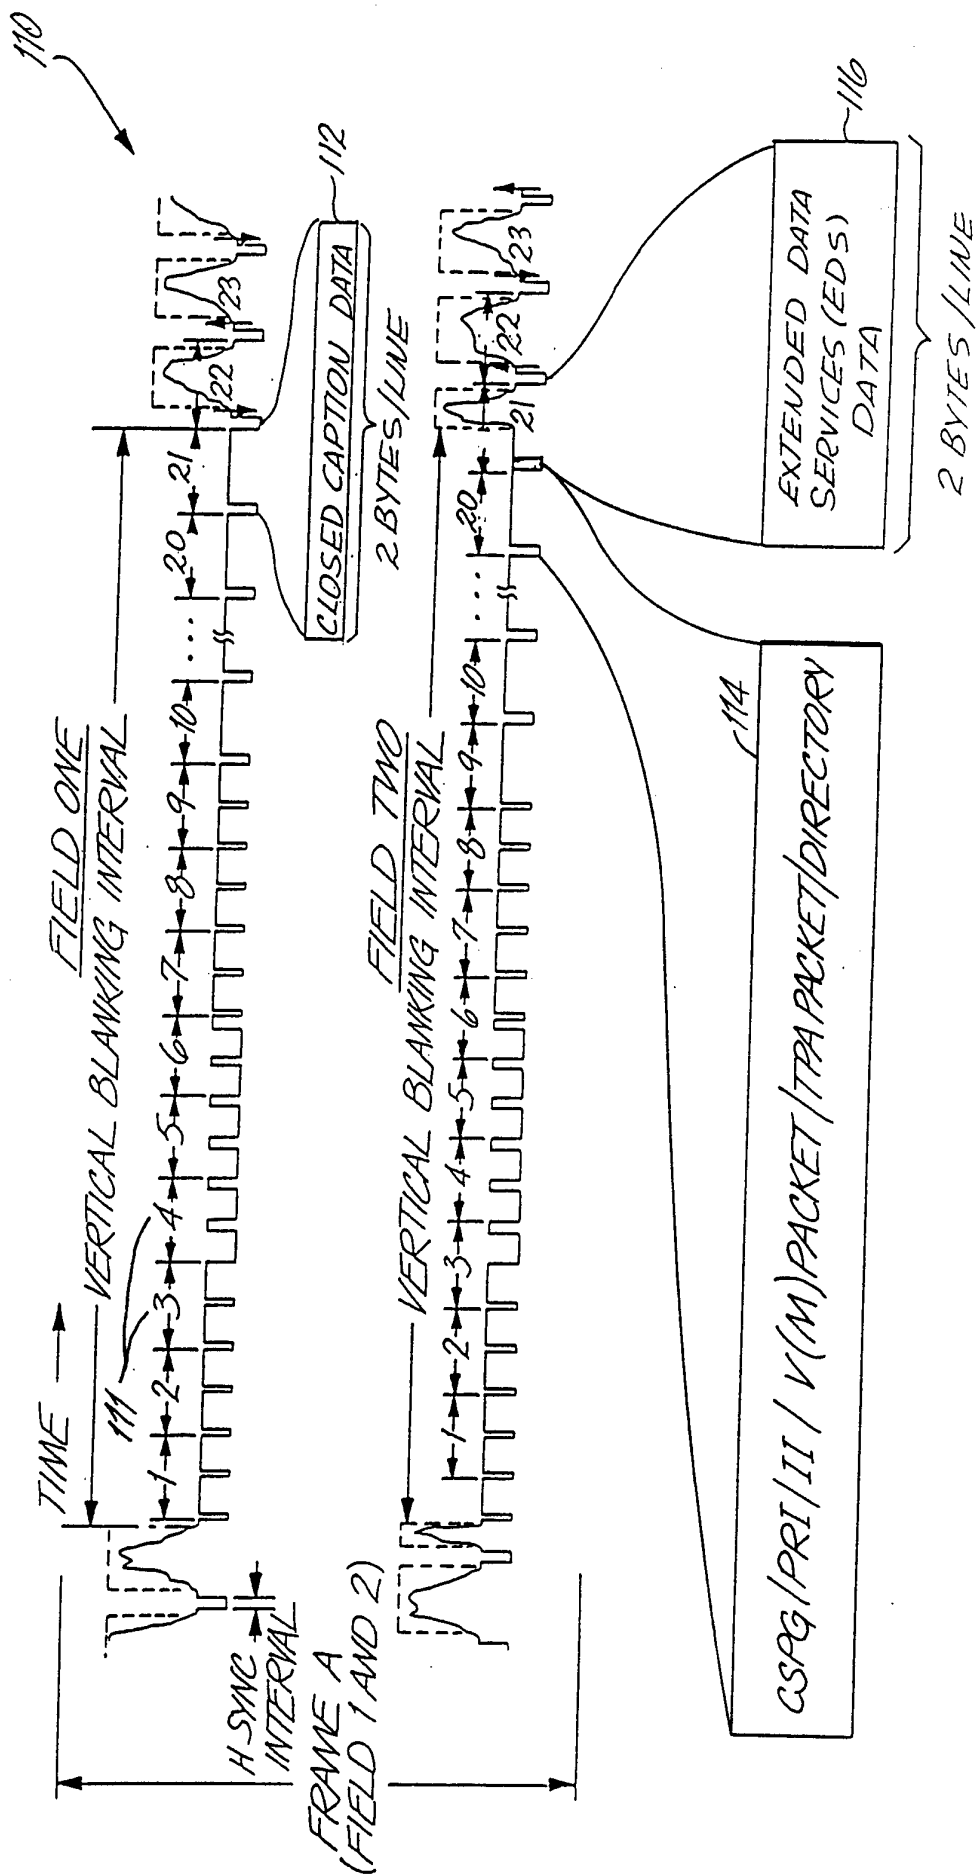 110
TIME
FIELD ONE
VERTICAL BLANKING INTERVAL
111
1 2 3 4 5 6 7 8 9 10 ... 20 21 22 23
H SYNC
INTERVAL
112
CLOSED CAPTION DATA
2 BYTES/LINE
FRAME A
(FIELD 1 AND 2)
FIELD TWO
VERTICAL BLANKING INTERVAL
1 2 3 4 5 6 7 8 9 10 ... 20 21 22 23
114
CSPG/PRI/II/V(M)PACKET/TPAPACKET/DIRECTORY
116
EXTENDED DATA
SERVICES (EDS)
DATA
2 BYTES/LINE